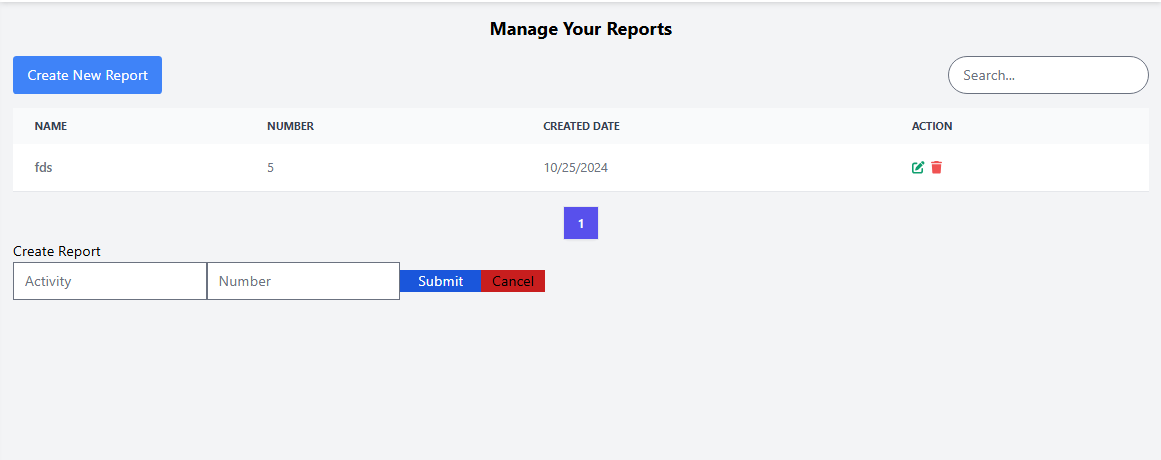 Manage Your Reports
Create New Report
Search...
NAME NUMBER CREATED DATE ACTION
fds 5 10/25/2024
1
Create Report
Activity Number Submit Cancel